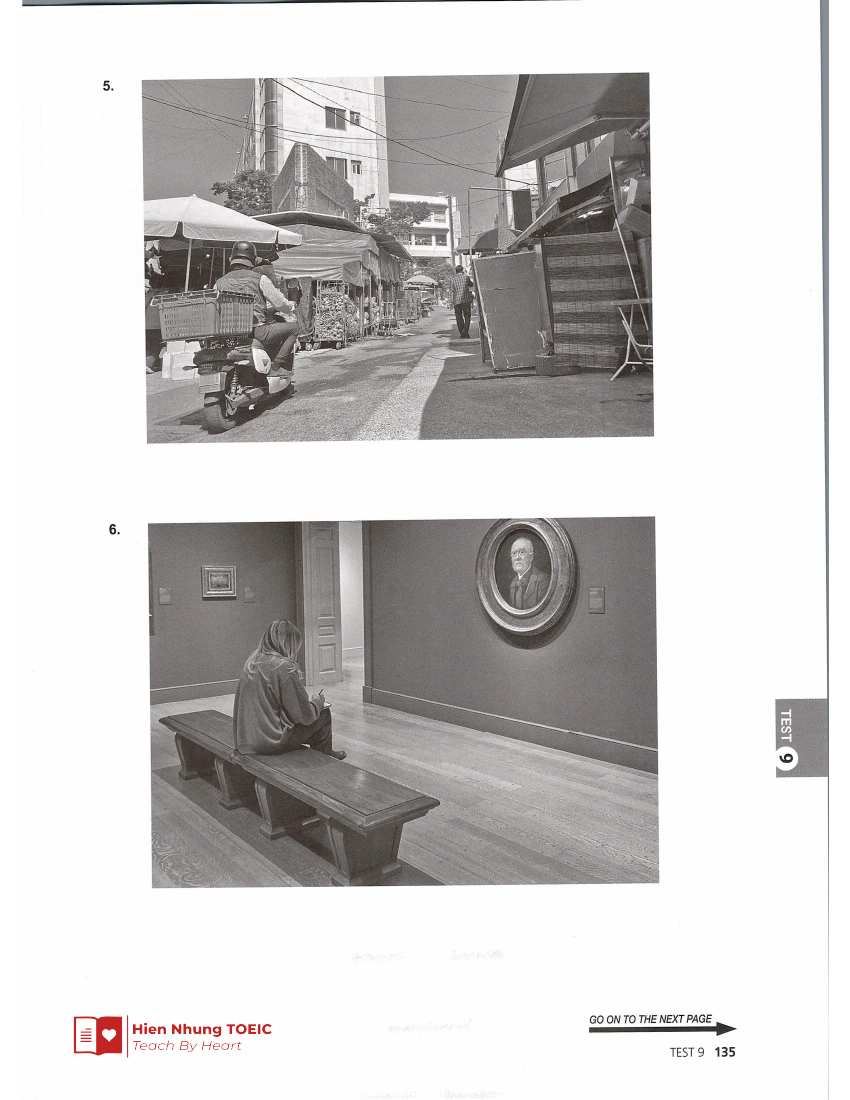 5.
6.
TEST 9
Hien Nhung TOEIC
Teach By Heart
GO ON TO THE NEXT PAGE
TEST 9 135